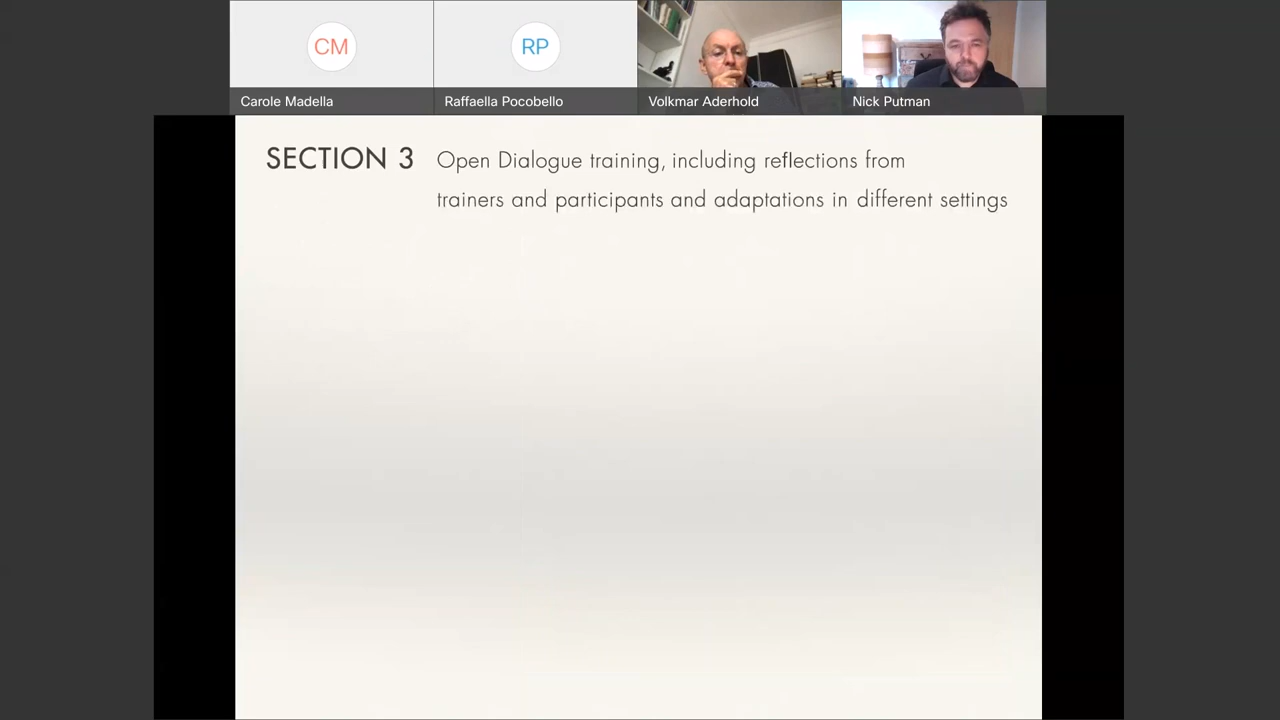 CM
RP
Carole Madella
Raffaella Pocobello
Volkmar Aderhold
Nick Putman
SECTION 3 Open Dialogue training, including reflections from
trainers and participants and adaptations in different settings